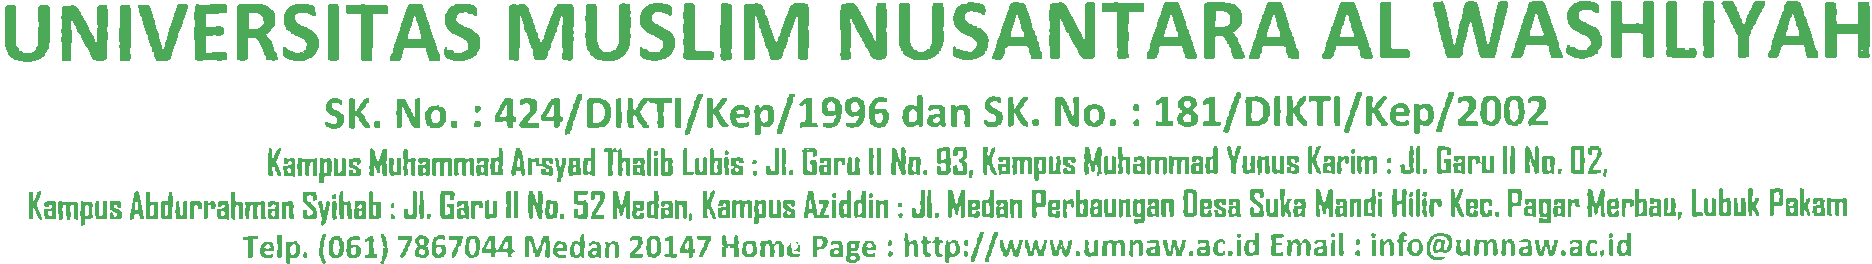 UNIVERSITAS MUSLIM NUSANTARA AL WASHLIYAH
SK. No. : 424/DIKTI/Kep/1996 dan SK. No. : 181/DIKTI/Kep/2002
Kampus Muhammad Arsyad Thalib Lubis : Jl. Garu II No. 93, Kampus Muhammad Yunus Karim : Jl. Garu II No. 02,
Kampus Abdurrahman Syihab : Jl. Garu II No. 52 Medan, Kampus Aziddin : Jl. Medan Perbaungan Desa Suka Mandi Hilir Kec. Pagar Merbau, Lubuk Pakam
Telp. (061) 7867044 Medan 20147 Home Page : http://www.umnaw.ac.id Email : info@umnaw.ac.id